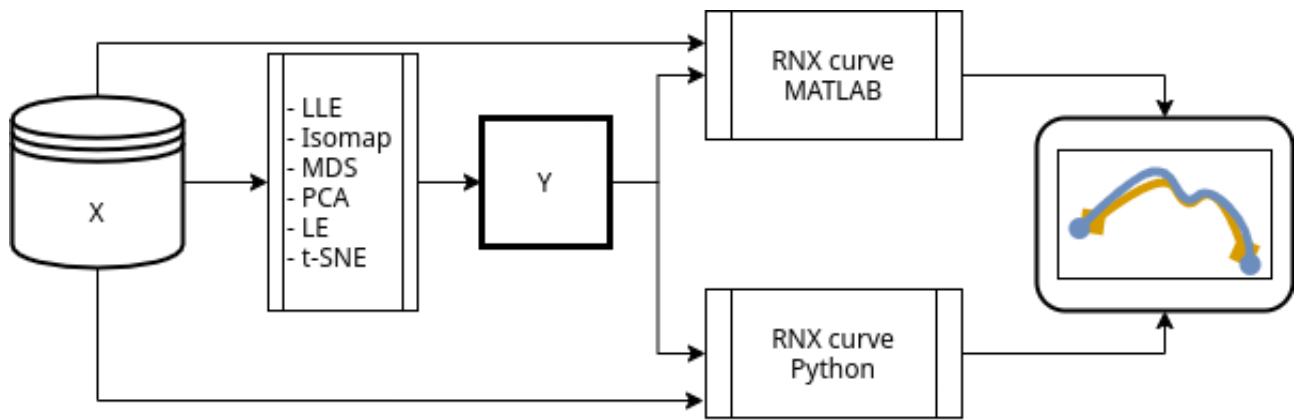 X
- LLE
- Isomap
- MDS
- PCA
- LE
- t-SNE
Y
RNX curve
MATLAB
RNX curve
Python